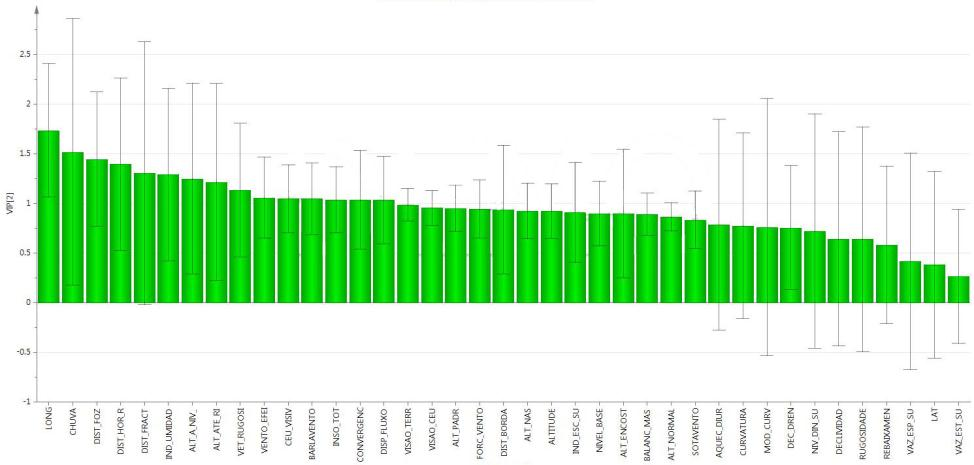 2.5
2
1.5
1
0.5
0
-0.5
-1
VIP[2]
LONG
CHUVA
DIST_FOZ
DIST_HOR_R
DIST_FRACT
IND_UMIDAD
ALT_A_NIV_
ALT_ATE_RI
VET_RUGOSI
VENTO_EFEI
CEU_VISIV
BARLAVENTO
INSO_TOT
CONVERGENC
DISP_FLUXO
VISAO_TERR
VISAO_CEU
ALT_PADR
FORC_VENTO
DIST_BORDA
ALT_NAS
ALTITUDE
IND_ESC_SU
NIVEL_BASE
ALT_ENCOST
BALANC_MAS
ALT_NORMAL
SOTAVENTO
AQUEC_DIUR
CURVATURA
MOD_CURV
DEC_DREN
NIV_DIN_SU
DECLIVIDAD
RUGOSIDADE
REBAIXAMEN
VAZ_ESP_SU
LAT
VAZ_EST_SU